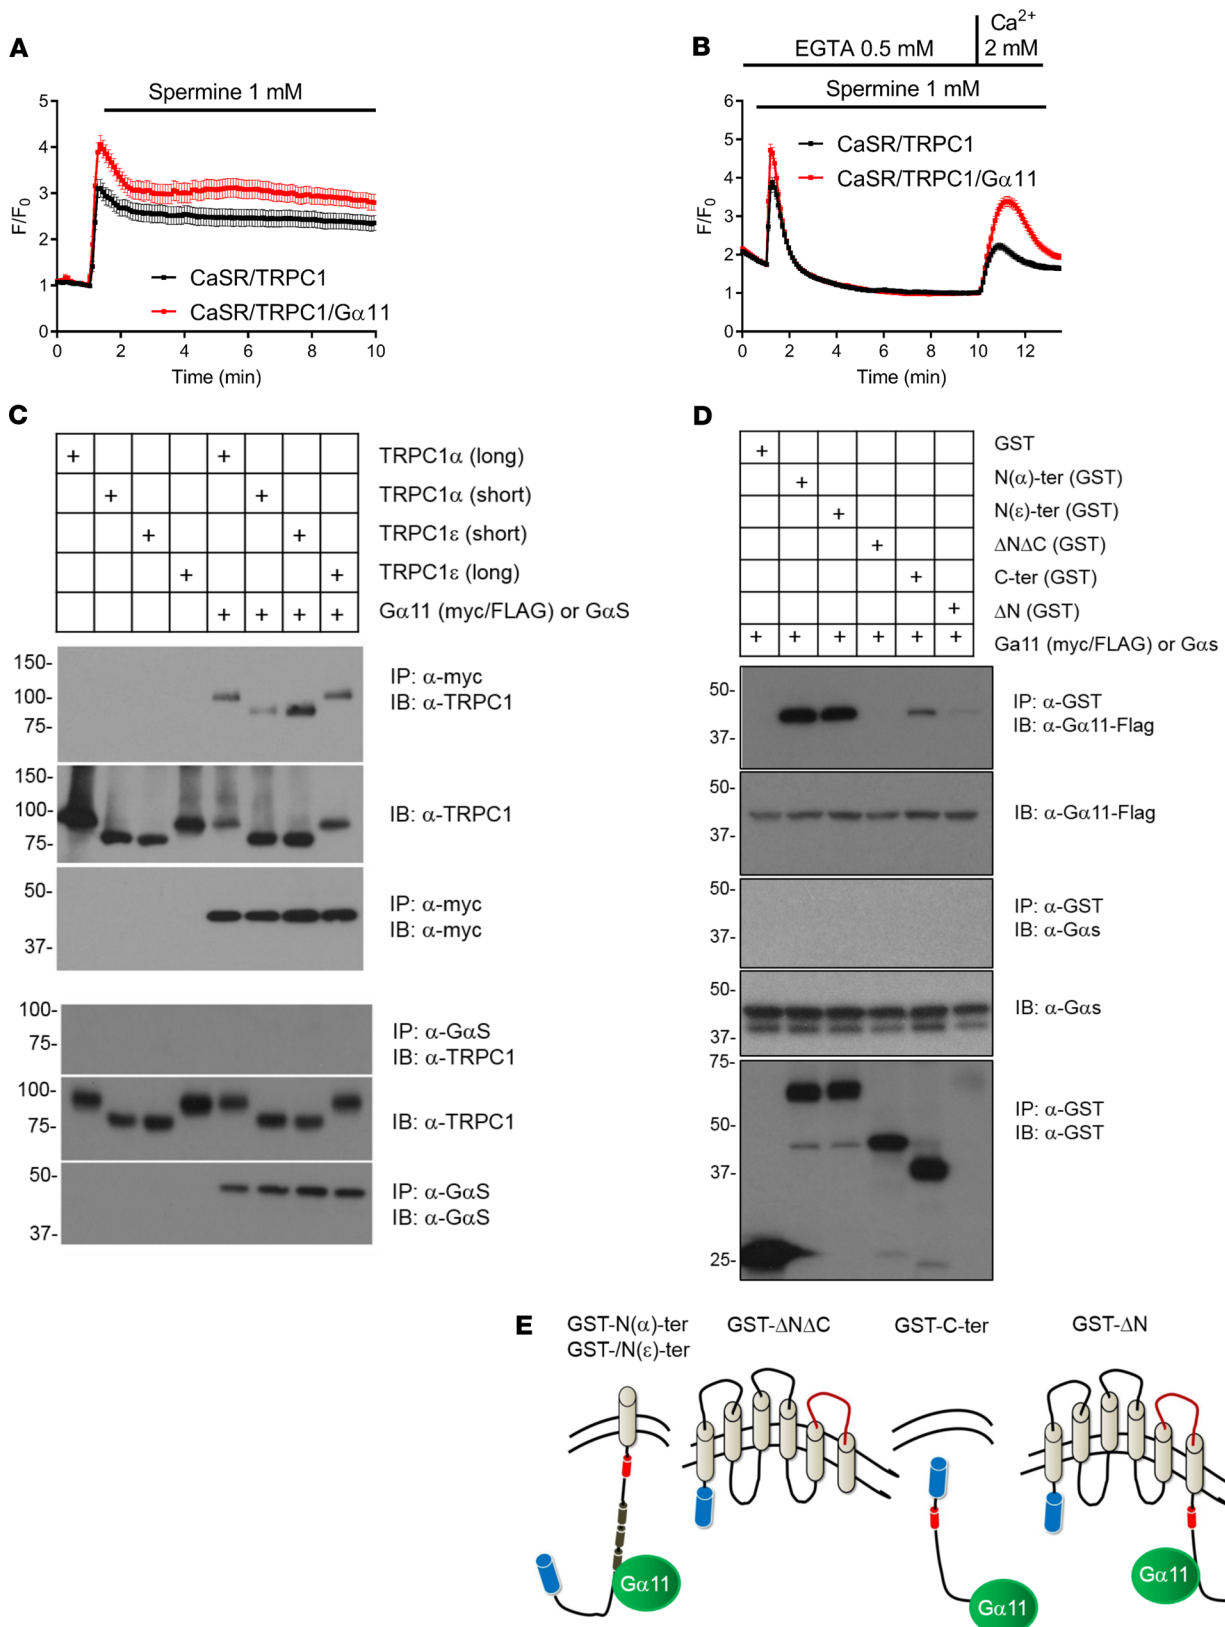 A
Spermine 1 mM
5
4
3
2
1
0
F/F0
CaSR/TRPC1
CaSR/TRPC1/Gα11
0 2 4 6 8 10
Time (min)
B
Ca2+
EGTA 0.5 mM
2 mM
Spermine 1 mM
6
5
4
3
2
1
0
F/F0
CaSR/TRPC1
CaSR/TRPC1/Gα11
0 2 4 6 8 10 12
Time (min)
C
+ + TRPC1α (long)
+ + TRPC1α (short)
+ + TRPC1ε (short)
+ + TRPC1ε (long)
+ + + + Gα11 (myc/FLAG) or GαS
150-
100-
75-
IP: α-myc
IB: α-TRPC1
150-
100-
75-
IB: α-TRPC1
50-
37-
IP: α-myc
IB: α-myc
100-
75-
IP: α-GαS
IB: α-TRPC1
100-
75-
IB: α-TRPC1
50-
37-
IP: α-GαS
IB: α-GαS
D
+ GST
+ N(α)-ter (GST)
+ N(ε)-ter (GST)
+ ΔNΔC (GST)
+ C-ter (GST)
+ ΔN (GST)
+ + + + + + Ga11 (myc/FLAG) or Gαs
50-
37-
IP: α-GST
IB: α-Gα11-Flag
50-
37-
IB: α-Gα11-Flag
50-
37-
IP: α-GST
IB: α-Gαs
50-
37-
IB: α-Gαs
75-
50-
37-
25-
IP: α-GST
IB: α-GST
E
GST-N(α)-ter
GST-/N(ε)-ter
GST-ΔNΔC
GST-C-ter
GST-ΔN
Gα11
Gα11
Gα11